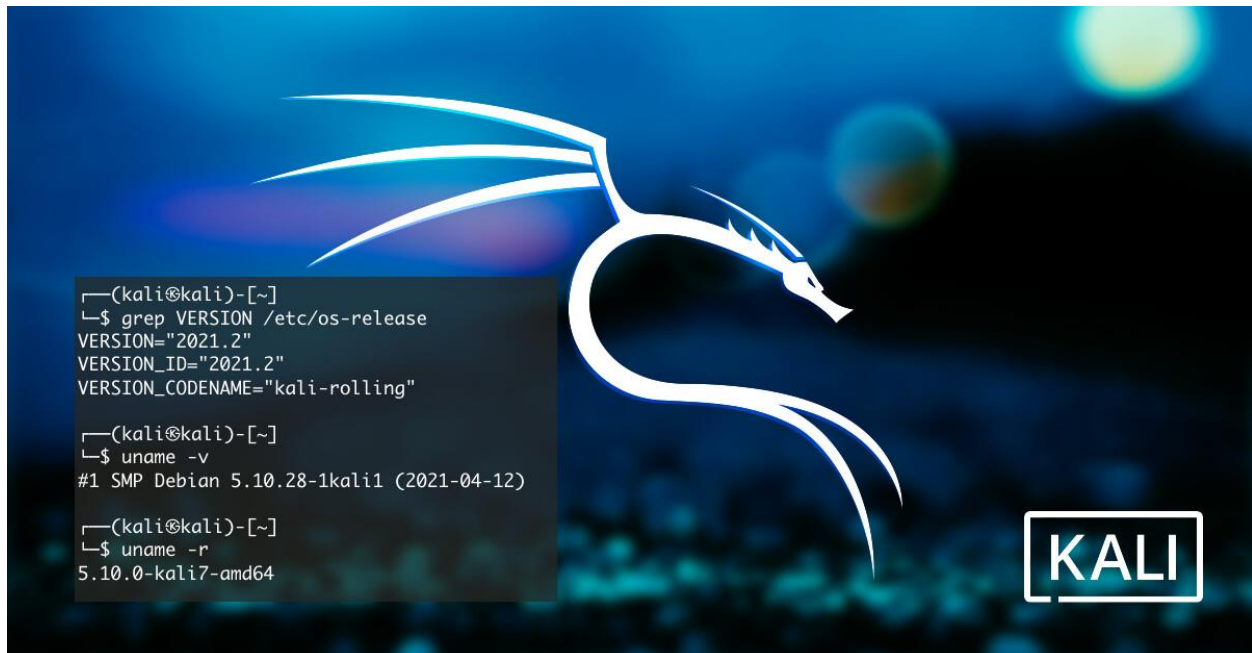 ┌──(kali㉿kali)-[~]
└─$ grep VERSION /etc/os-release
VERSION="2021.2"
VERSION_ID="2021.2"
VERSION_CODENAME="kali-rolling"
┌──(kali㉿kali)-[~]
└─$ uname -v
#1 SMP Debian 5.10.28-1kali1 (2021-04-12)
┌──(kali㉿kali)-[~]
└─$ uname -r
5.10.0-kali7-amd64
KALI